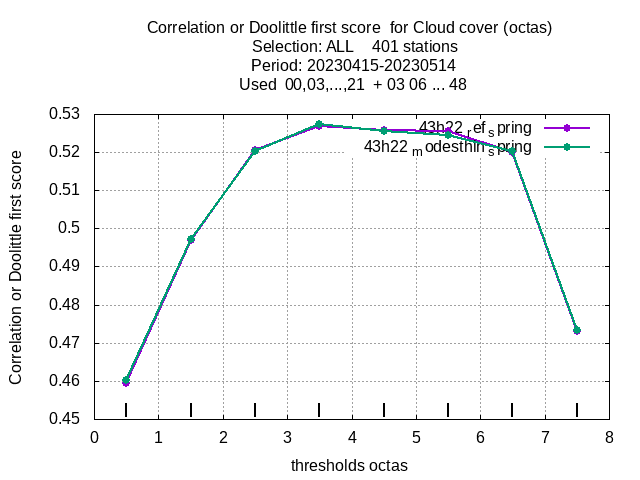 Correlation or Doolittle first score  for Cloud cover (octas)
Selection: ALL    401 stations
Period: 20230415-20230514
Used  00,03,...,21  + 03 06 ... 48
Correlation or Doolittle first score
0.53
0.52
0.51
0.5
0.49
0.48
0.47
0.46
0.45
43h22_ref_spring
43h22_modesthin_spring
0 1 2 3 4 5 6 7 8
thresholds octas